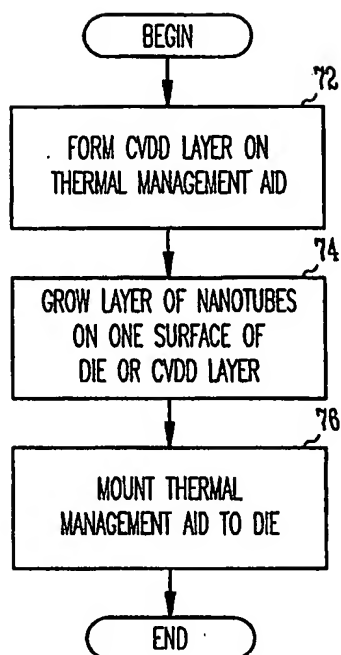 BEGIN
72
FORM CVDD LAYER ON
THERMAL MANAGEMENT AID
74
GROW LAYER OF NANOTUBES
ON ONE SURFACE OF
DIE OR CVDD LAYER
76
MOUNT THERMAL
MANAGEMENT AID TO DIE
END